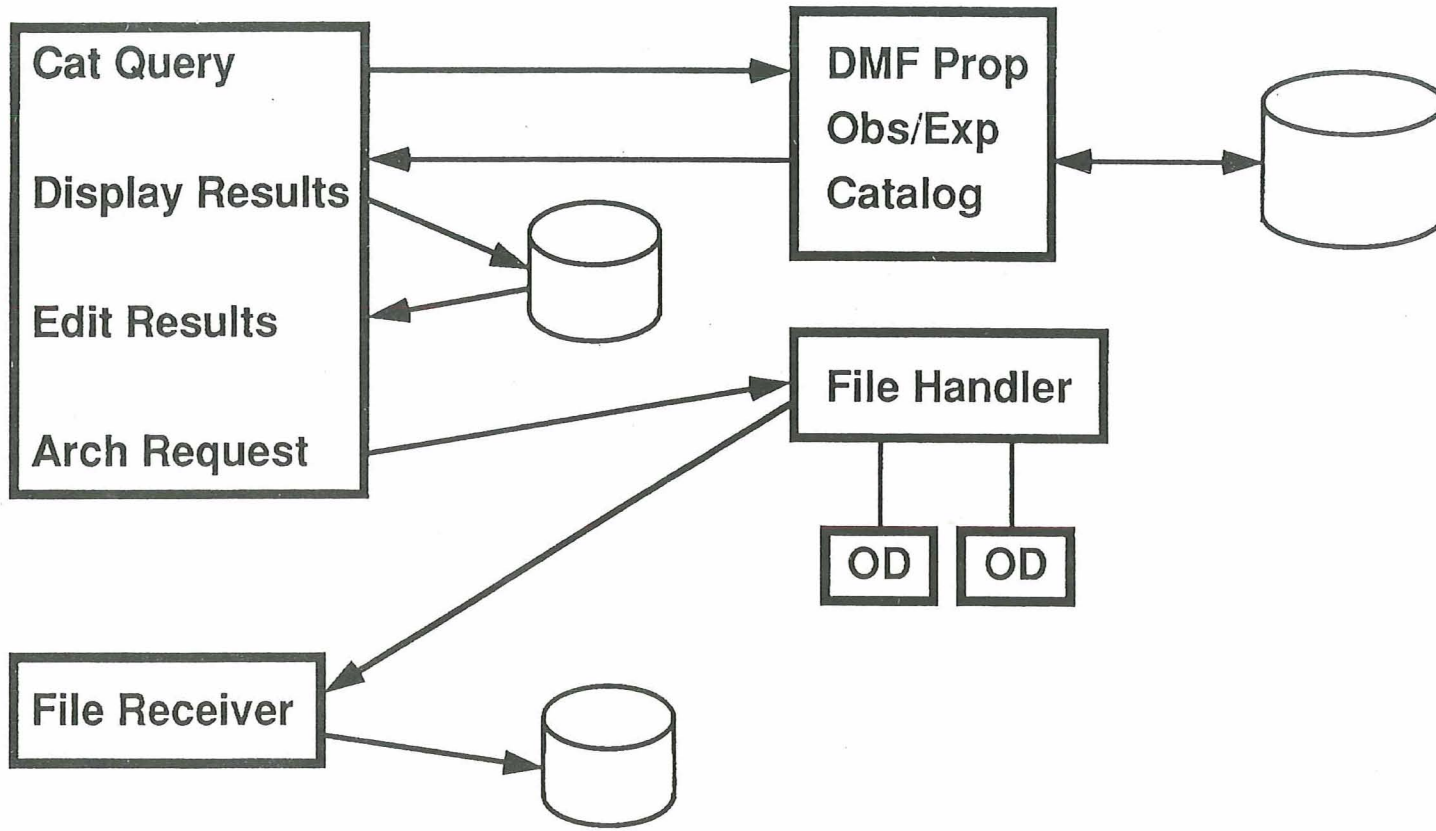 Cat Query
Display Results
Edit Results
Arch Request
DMF Prop
Obs/Exp
Catalog
File Handler
OD
OD
File Receiver